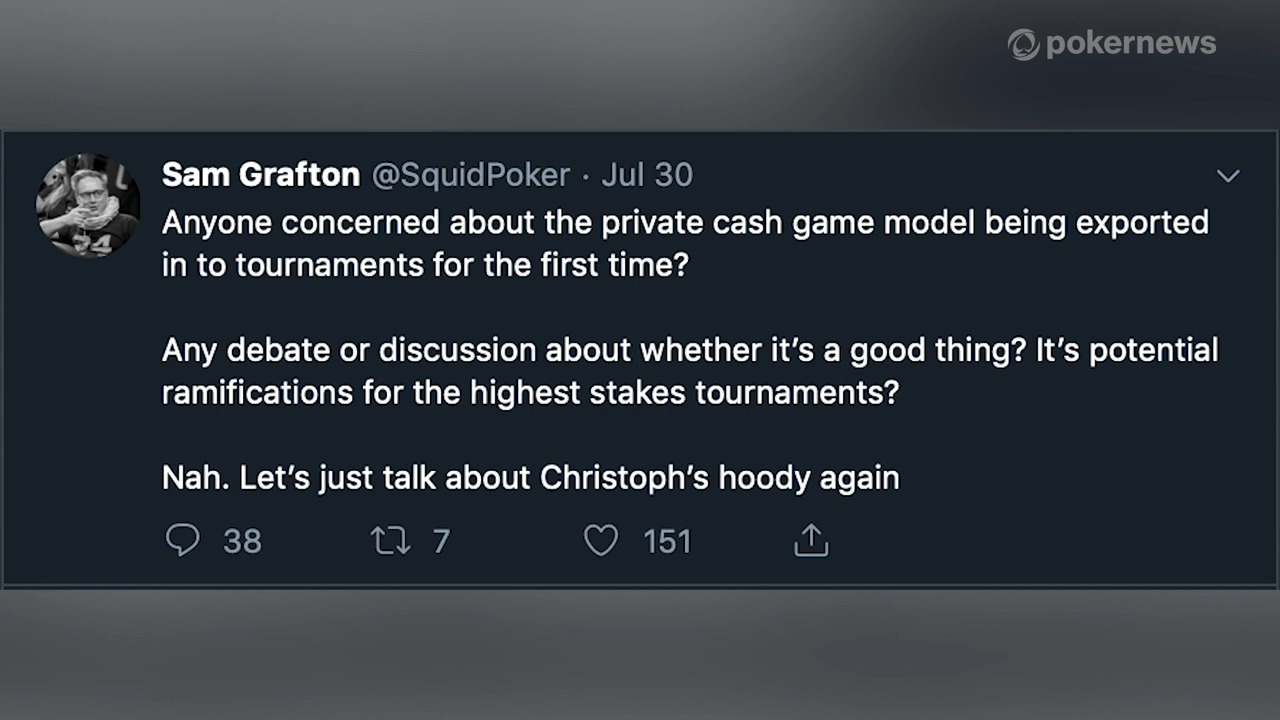 pokernews
Sam Grafton @SquidPoker · Jul 30
Anyone concerned about the private cash game model being exported
in to tournaments for the first time?
Any debate or discussion about whether it’s a good thing? It’s potential
ramifications for the highest stakes tournaments?
Nah. Let’s just talk about Christoph’s hoody again
38 7 151